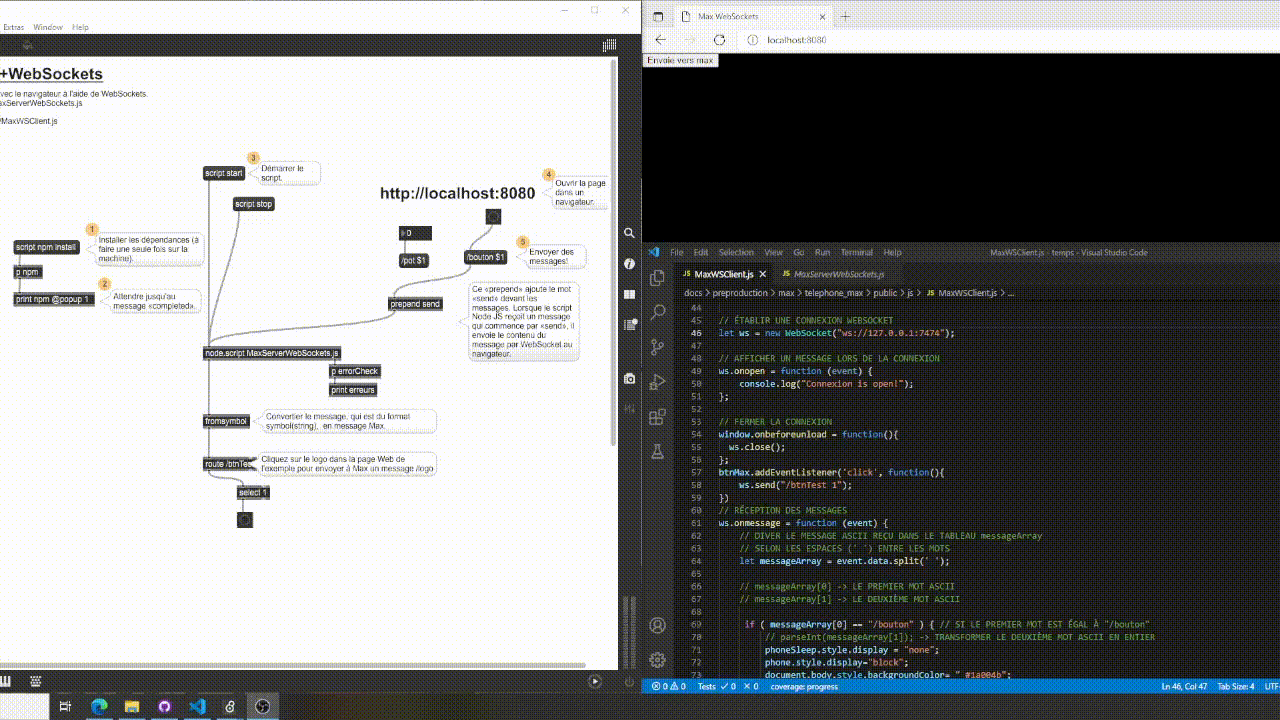 Extras Window Help
+WebSockets
vec le navigateur à l'aide de WebSockets.
axServerWebSockets.js
/MaxWSClient.js
3
script start
Démarrer le
script.
script stop
http://localhost:8080
4
Ouvrir la page
dans un
navigateur.
1
script npm install
Installer les dépendances (à
faire une seule fois sur la
machine).
p npm
2
print npm @popup 1
Attendre jusqu'au
message «completed».
0
/pot $1
/bouton $1
5
Envoyer des
messages!
prepend send
Ce «prepend» ajoute le mot
«send» devant les
messages. Lorsque le script
Node JS reçoit un message
qui commence par «send», il
envoie le contenu du
message par WebSocket au
navigateur.
node.script MaxServerWebSockets.js
p errorCheck
print erreurs
fromsymbol
Convertier le message, qui est du format
symbol(string), en message Max.
route /btnTest
Cliquez sur le logo dans la page Web de
l'exemple pour envoyer à Max un message /logo
select 1
Max WebSockets
localhost:8080
Envoie vers max
File Edit Selection View Go Run Terminal Help MaxWSClient.js - temps - Visual Studio Code
MaxWSClient.js MaxServerWebSockets.js
docs > preproduction > max > telephone_max > public > js > MaxWSClient.js > ...
44
45 // ÉTABLIR UNE CONNEXION WEBSOCKET
46 let ws = new WebSocket("ws://127.0.0.1:7474");
47
48 // AFFICHER UN MESSAGE LORS DE LA CONNEXION
49 ws.onopen = function (event) {
50 console.log("Connexion is open!");
51 };
52
53 // FERMER LA CONNEXION
54 window.onbeforeunload = function(){
55 ws.close();
56 };
57 btnMax.addEventListener('click', function(){
58 ws.send("/btnTest 1");
59 })
60 // RÉCEPTION DES MESSAGES
61 ws.onmessage = function (event) {
62 // DIVER LE MESSAGE ASCII REÇU DANS LE TABLEAU messageArray
63 // SELON LES ESPACES (' ') ENTRE LES MOTS
64 let messageArray = event.data.split(' ');
65
66 // messageArray[0] -> LE PREMIER MOT ASCII
67 // messageArray[1] -> LE DEUXIÈME MOT ASCII
68
69 if ( messageArray[0] == "/bouton" ) { // SI LE PREMIER MOT EST ÉGAL À "/bouton"
70 // parseInt(messageArray[1]); -> TRANSFORMER LE DEUXIÈME MOT ASCII EN ENTIER
71 phoneSleep.style.display = "none";
72 phone.style.display="block";
73 document.body.style.backgroundColor= " #1a004b";
0 0 Tests 0 0 coverage: progress Ln 46, Col 47 Tab Size: 4 UTF-